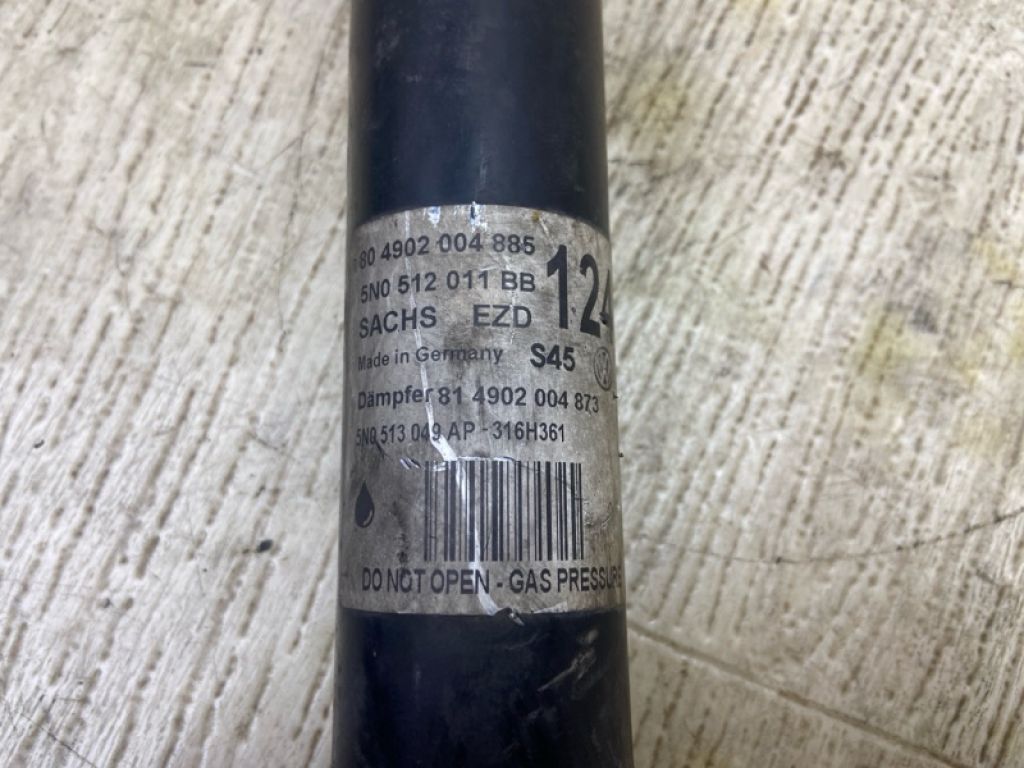 80 4902 004 885
5N0 512 011 BB 124
SACHS EZD
Made in Germany S45
Dämpfer 81 4902 004 873
5N0 513 049 AP -316H361
DO NOT OPEN - GAS PRESSURE